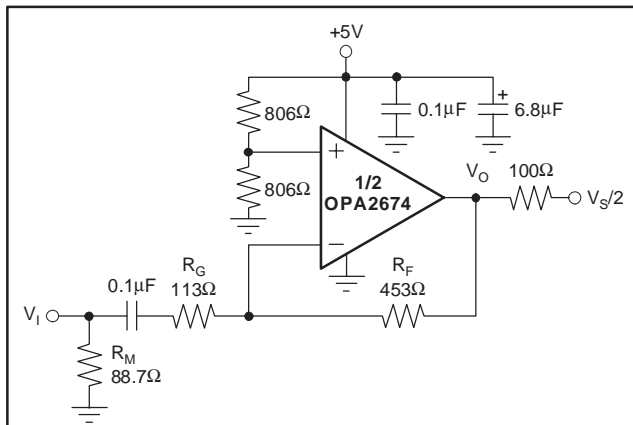 +5V
806Ω
0.1μF
+
6.8μF
+
806Ω
1/2
OPA2674
VO
100Ω
VS/2
−
RG
RF
0.1μF
113Ω
453Ω
VI
RM
88.7Ω